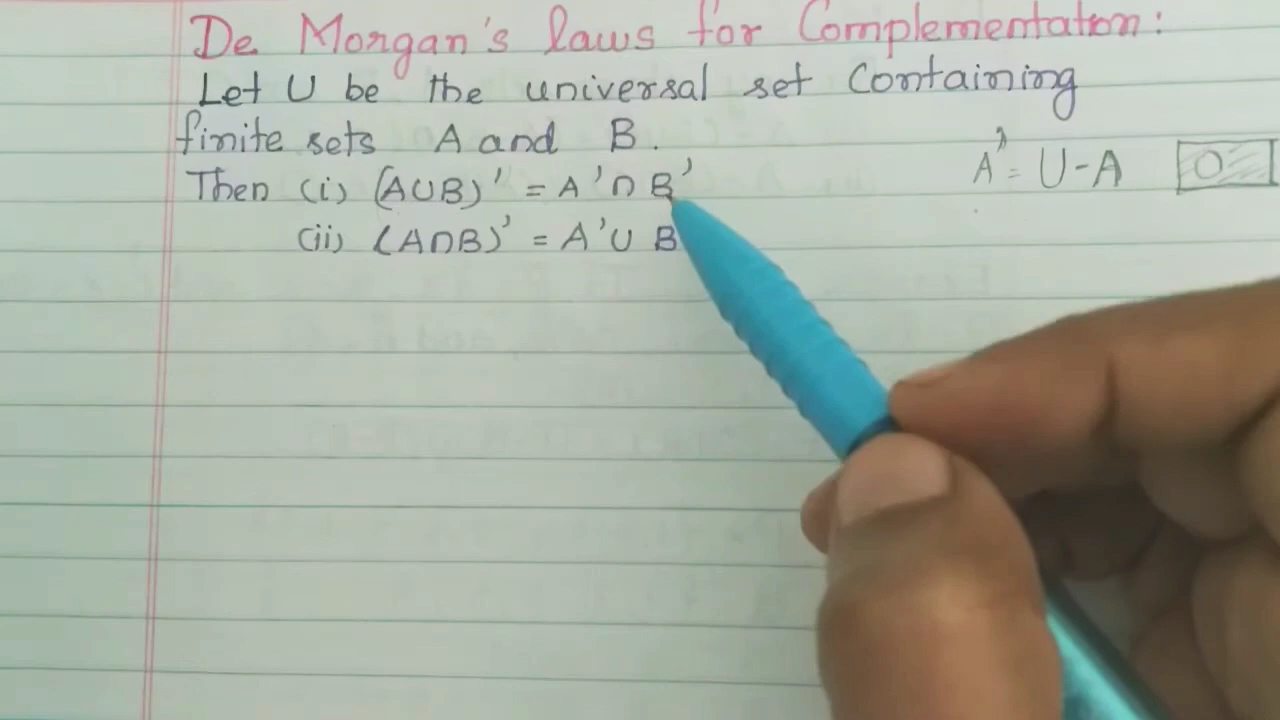 De Morgan's laws for Complementation:
Let U be the universal set Containing
finite sets A and B.
A' = U-A
Then (i) (A∪B)' = A'∩B'
(ii) (A∩B)' = A'∪ B